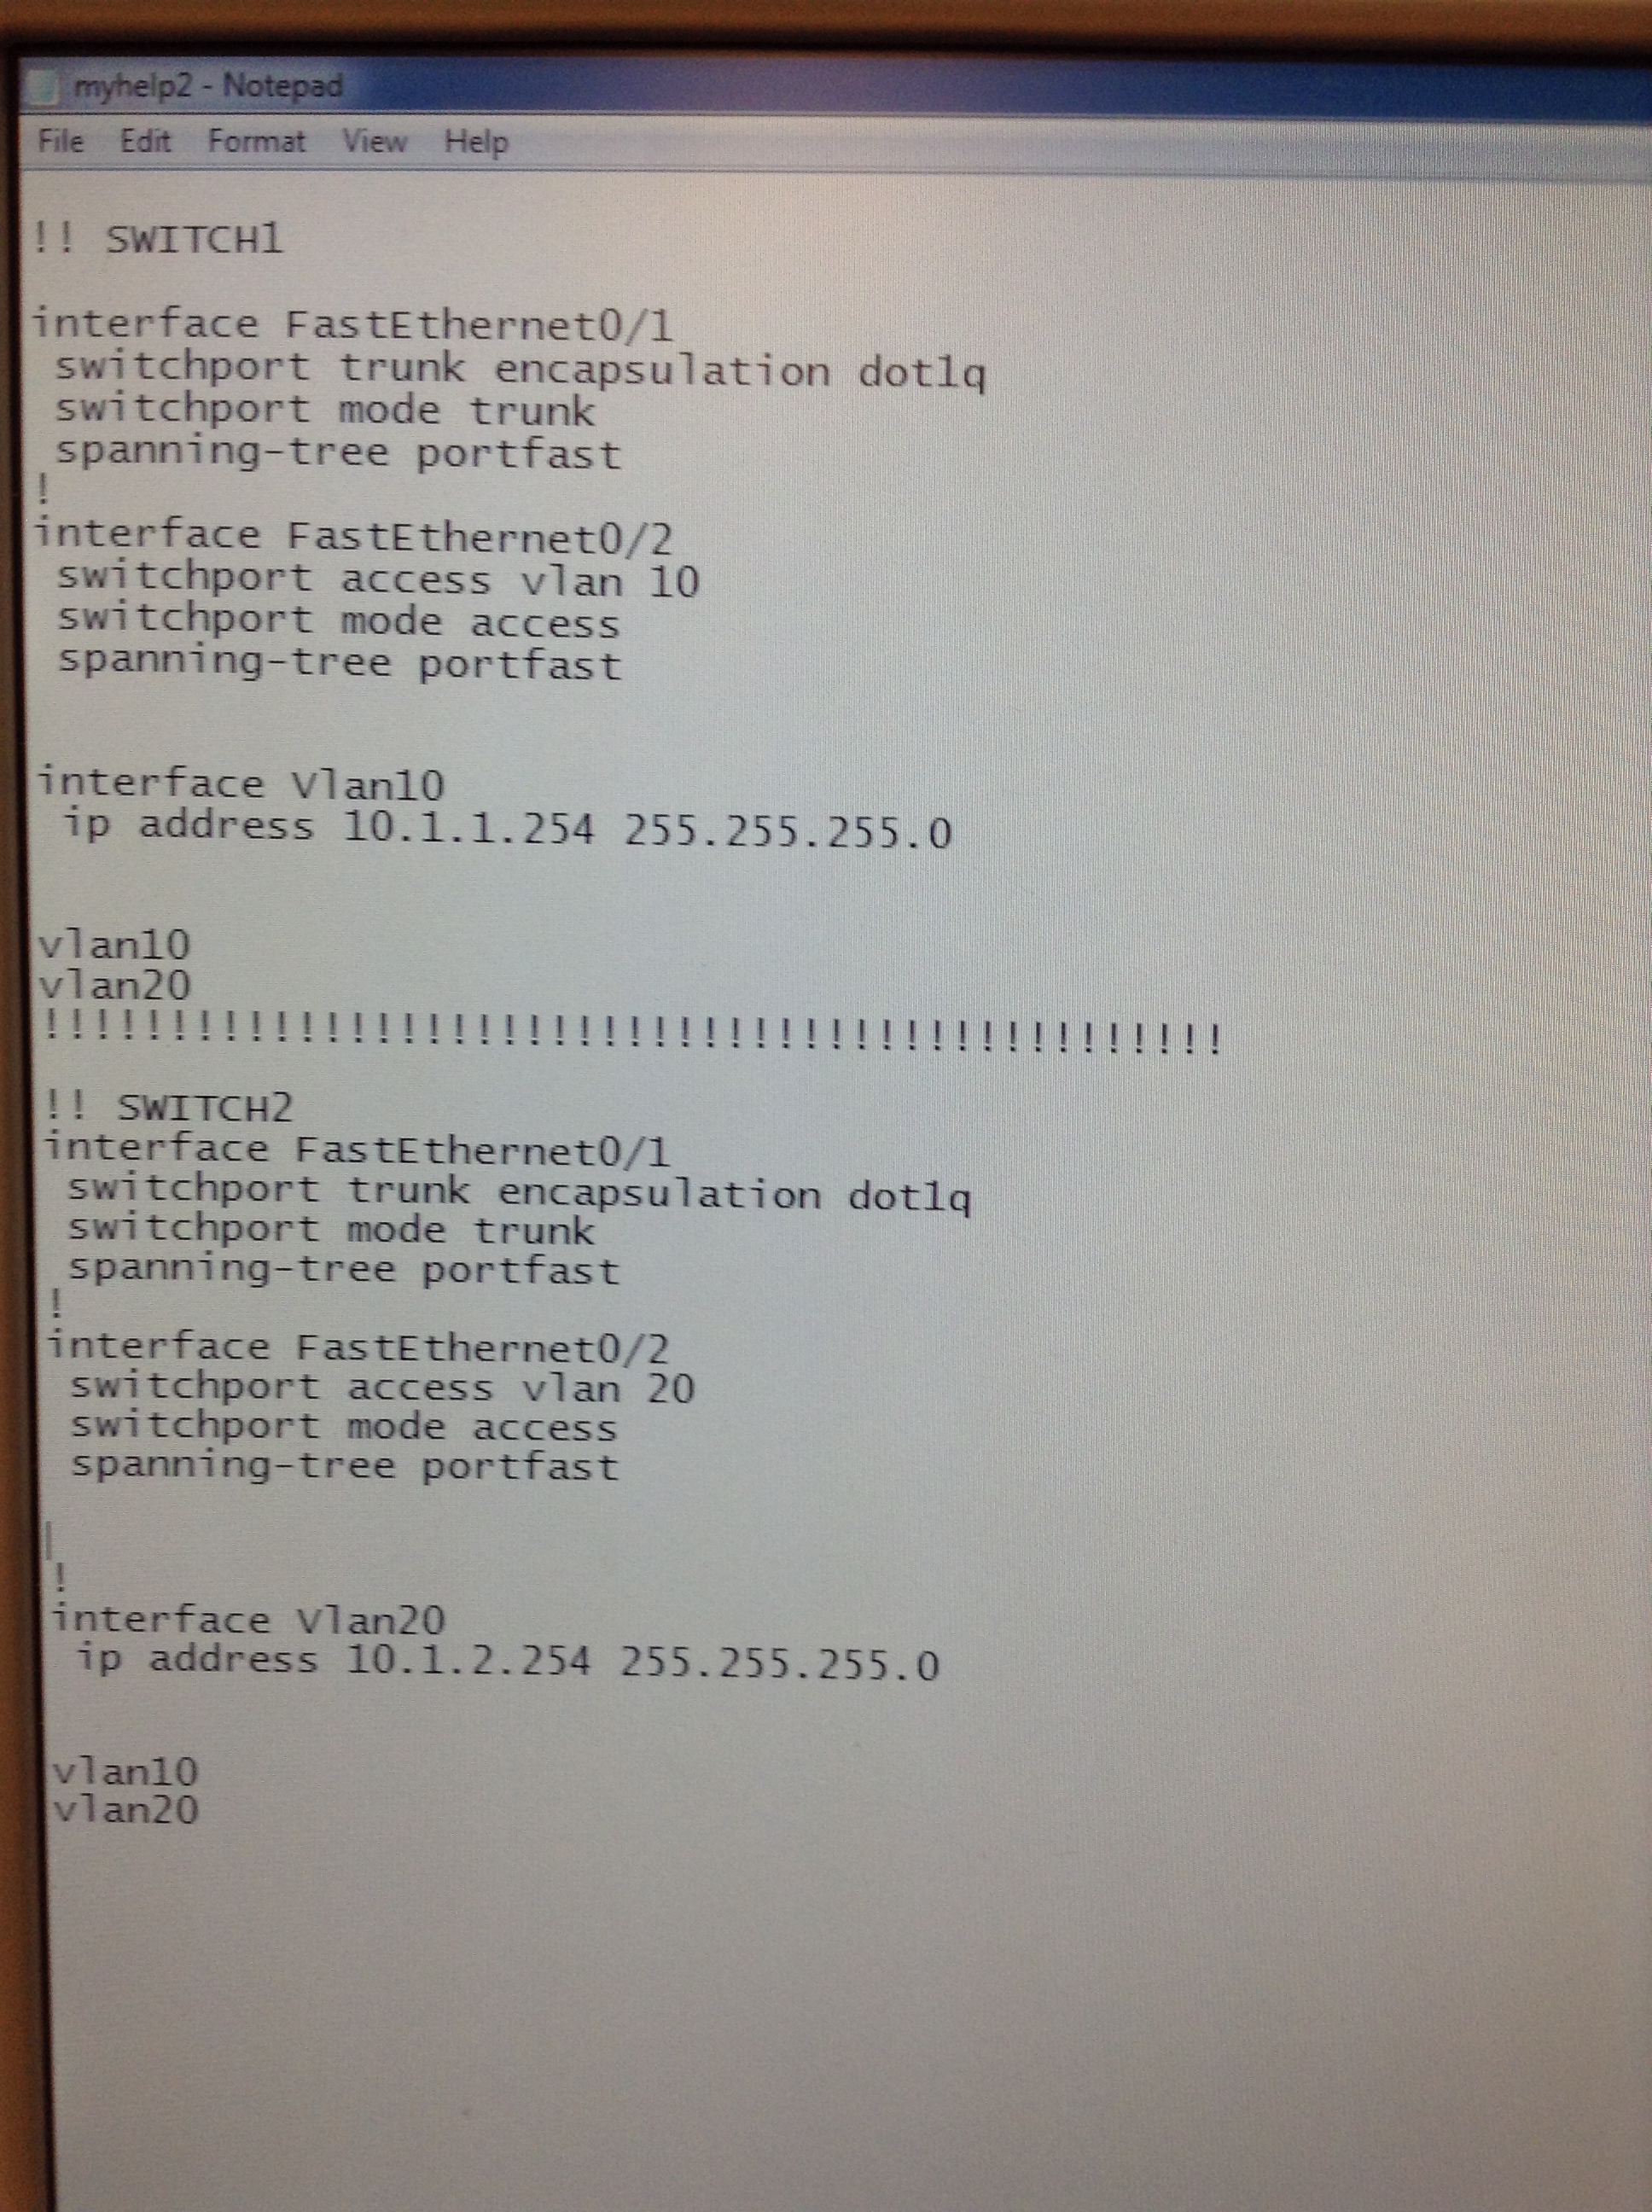 myhelp2 - Notepad
File Edit Format View Help
!! SWITCH1
interface FastEthernet0/1
switchport trunk encapsulation dot1q
switchport mode trunk
spanning-tree portfast
!
interface FastEthernet0/2
switchport access vlan 10
switchport mode access
spanning-tree portfast
interface Vlan10
ip address 10.1.1.254 255.255.255.0
vlan10
vlan20
!!!!!!!!!!!!!!!!!!!!!!!!!!!!!!!!!!!!!!!!!!!!!!!
!! SWITCH2
interface FastEthernet0/1
switchport trunk encapsulation dot1q
switchport mode trunk
spanning-tree portfast
!
interface FastEthernet0/2
switchport access vlan 20
switchport mode access
spanning-tree portfast
!
interface Vlan20
ip address 10.1.2.254 255.255.255.0
vlan10
vlan20